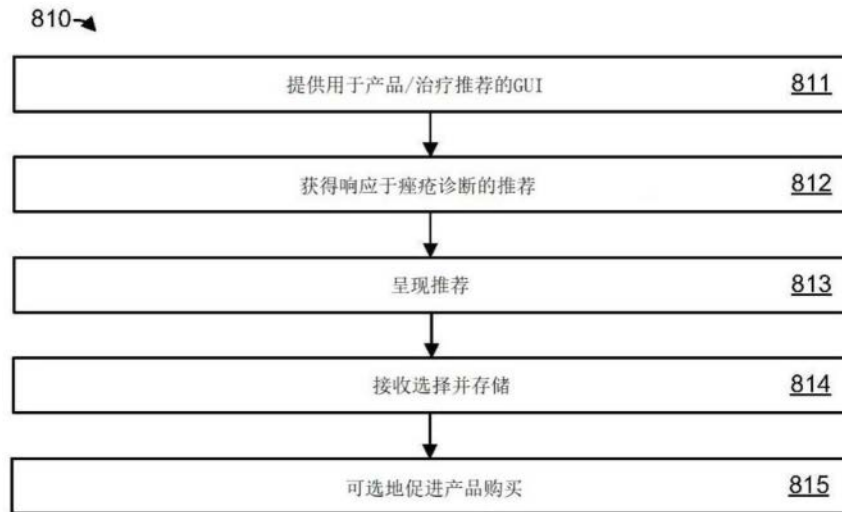 810
提供用于产品/治疗推荐的GUI 811
获得响应于痤疮诊断的推荐 812
呈现推荐 813
接收选择并存储 814
可选地促进产品购买 815